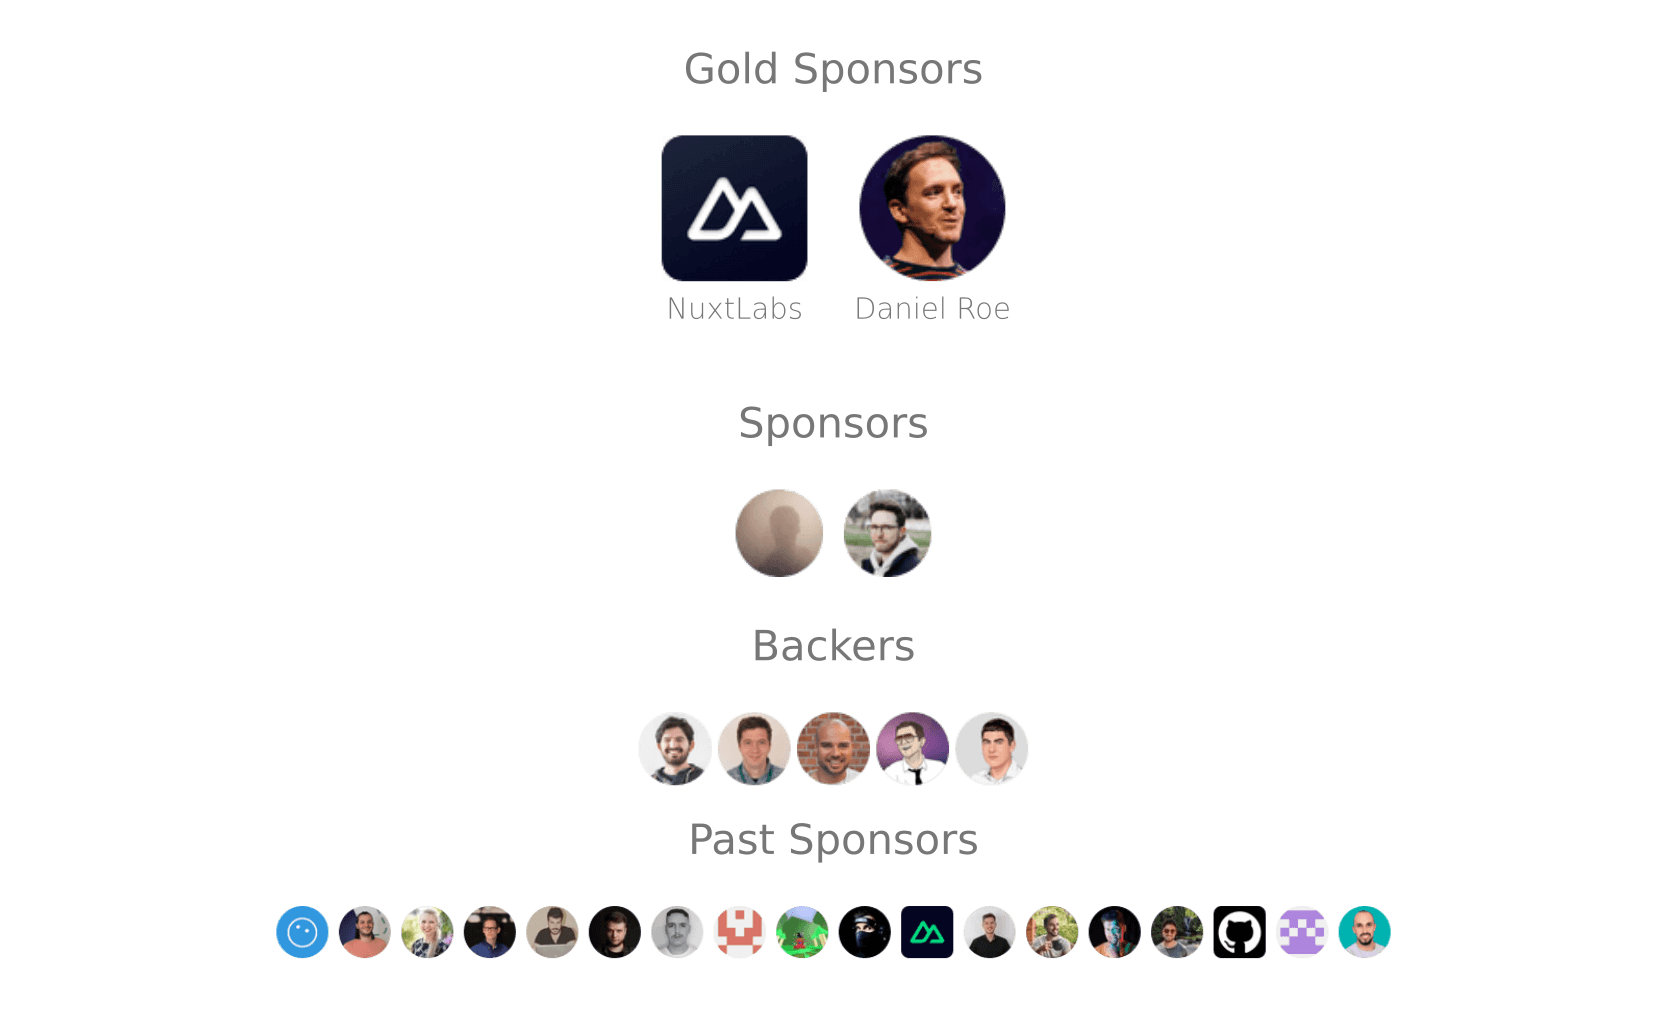 Gold Sponsors
NuxtLabs
Daniel Roe
Sponsors
Backers
Past Sponsors